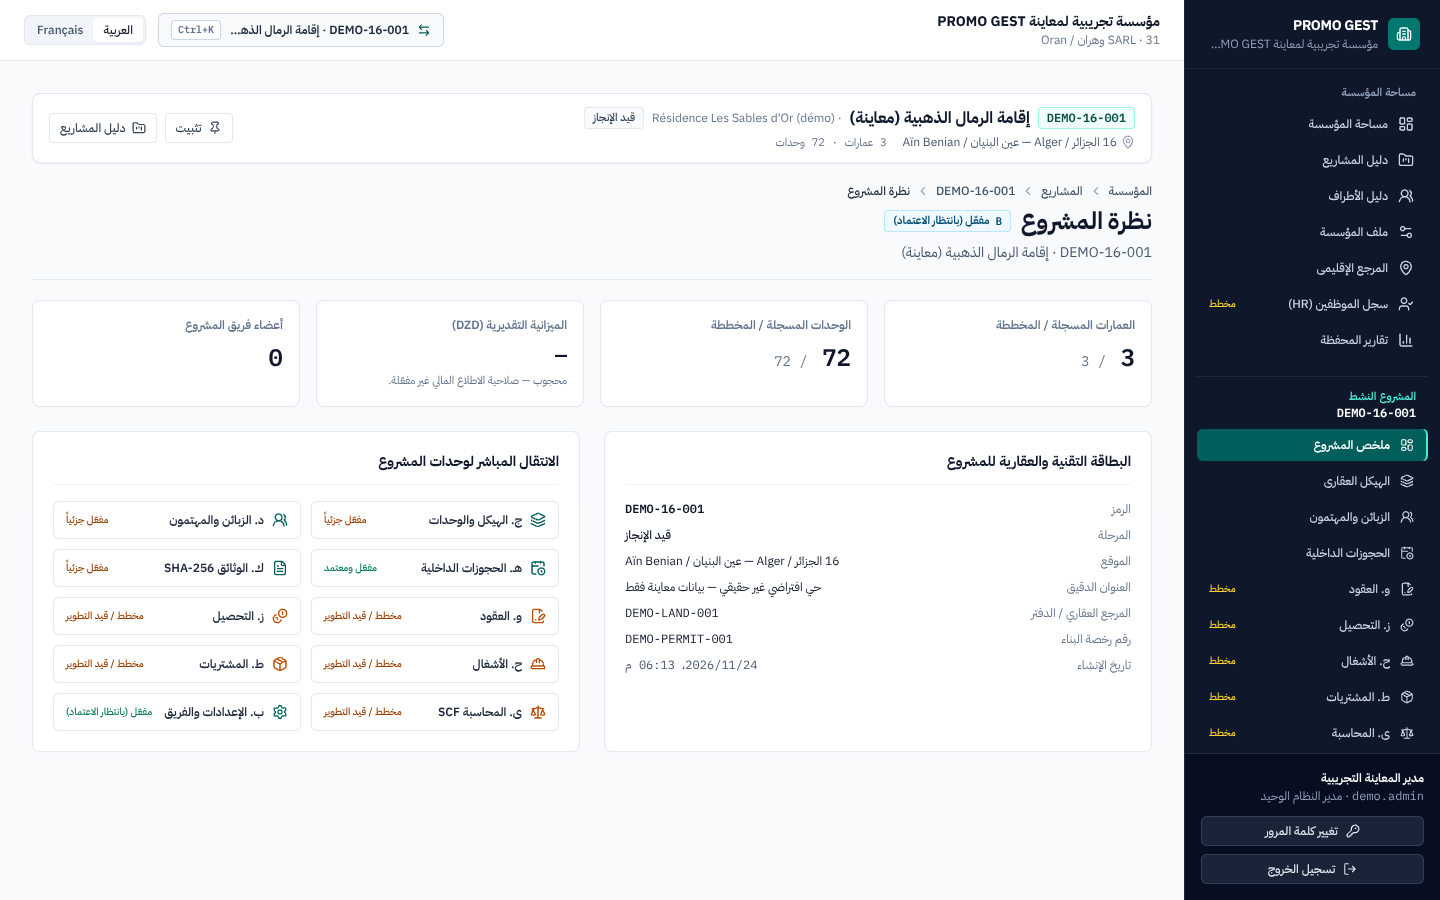 PROMO GEST
مؤسسة تجريبية لمعاينة MO GEST...
مساحة المؤسسة
مساحة المؤسسة
دليل المشاريع
دليل الأطراف
ملف المؤسسة
المرجع الإقليمي
سجل الموظفين (HR) مخطط
تقارير المحفظة
المشروع النشط
DEMO-16-001
ملخص المشروع
الهيكل العقاري
الزبائن والمهتمون
الحجوزات الداخلية
و. العقود مخطط
ز. التحصيل مخطط
ح. الأشغال مخطط
ط. المشتريات مخطط
ي. المحاسبة مخطط
مدير المعاينة التجريبية
demo.admin · مدير النظام الوحيد
تغيير كلمة المرور
تسجيل الخروج
مؤسسة تجريبية لمعاينة PROMO GEST
SARL · 31 وهران / Oran
DEMO-16-001 · إقامة الرمال الذهـ... Ctrl+K
العربية Français
DEMO-16-001 إقامة الرمال الذهبية (معاينة) · Résidence Les Sables d'Or (démo) قيد الإنجاز
16 الجزائر / Alger — عين البنيان / Aïn Benian 3 عمارات · 72 وحدات
تثبيت دليل المشاريع
المؤسسة المشاريع DEMO-16-001 نظرة المشروع
نظرة المشروع B مفعّل (بانتظار الاعتماد)
DEMO-16-001 · إقامة الرمال الذهبية (معاينة)
العمارات المسجلة / المخططة
3 / 3
الوحدات المسجلة / المخططة
72 / 72
الميزانية التقديرية (DZD)
—
محجوب — صلاحية الاطلاع المالي غير مفعّلة.
أعضاء فريق المشروع
0
البطاقة التقنية والعقارية للمشروع
الرمز DEMO-16-001
المرحلة قيد الإنجاز
الموقع 16 الجزائر / Alger — عين البنيان / Aïn Benian
العنوان الدقيق حي افتراضي غير حقيقي — بيانات معاينة فقط
المرجع العقاري / الدفتر DEMO-LAND-001
رقم رخصة البناء DEMO-PERMIT-001
تاريخ الإنشاء 2026/11/24، 06:13 م
الانتقال المباشر لوحدات المشروع
ج. الهيكل والوحدات مفعّل جزئياً
د. الزبائن والمهتمون مفعّل جزئياً
هـ. الحجوزات الداخلية مفعّل ومعتمد
ك. الوثائق SHA-256 مفعّل جزئياً
و. العقود مخطط / قيد التطوير
ز. التحصيل مخطط / قيد التطوير
ح. الأشغال مخطط / قيد التطوير
ط. المشتريات مخطط / قيد التطوير
ي. المحاسبة SCF مخطط / قيد التطوير
ب. الإعدادات والفريق مفعّل (بانتظار الاعتماد)